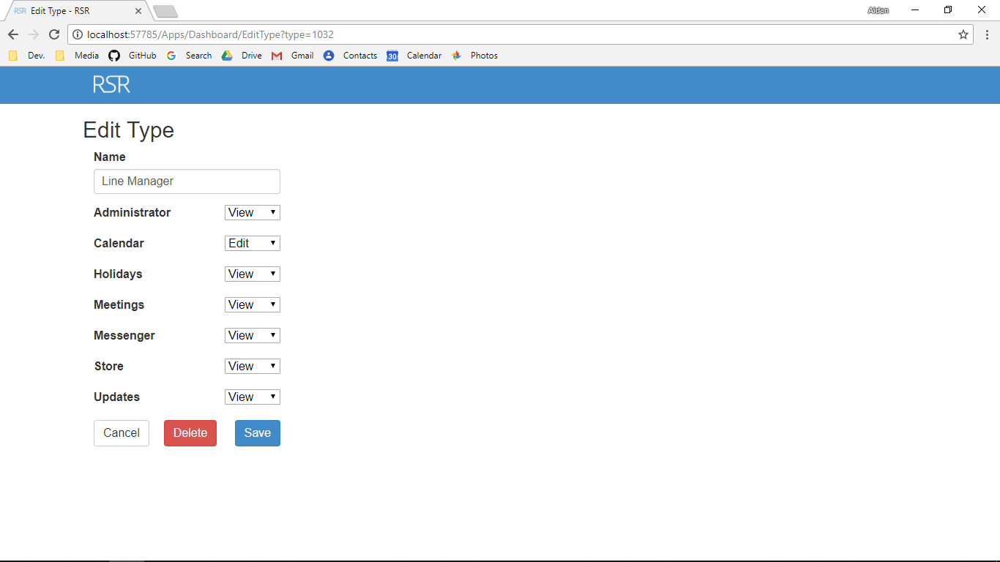 RSR Edit Type - RSR
Aidan
localhost:57785/Apps/Dashboard/EditType?type=1032
Dev. Media GitHub Search Drive Gmail Contacts 30 Calendar Photos
RSR
Edit Type
Name
Line Manager
Administrator View
Calendar Edit
Holidays View
Meetings View
Messenger View
Store View
Updates View
Cancel Delete Save